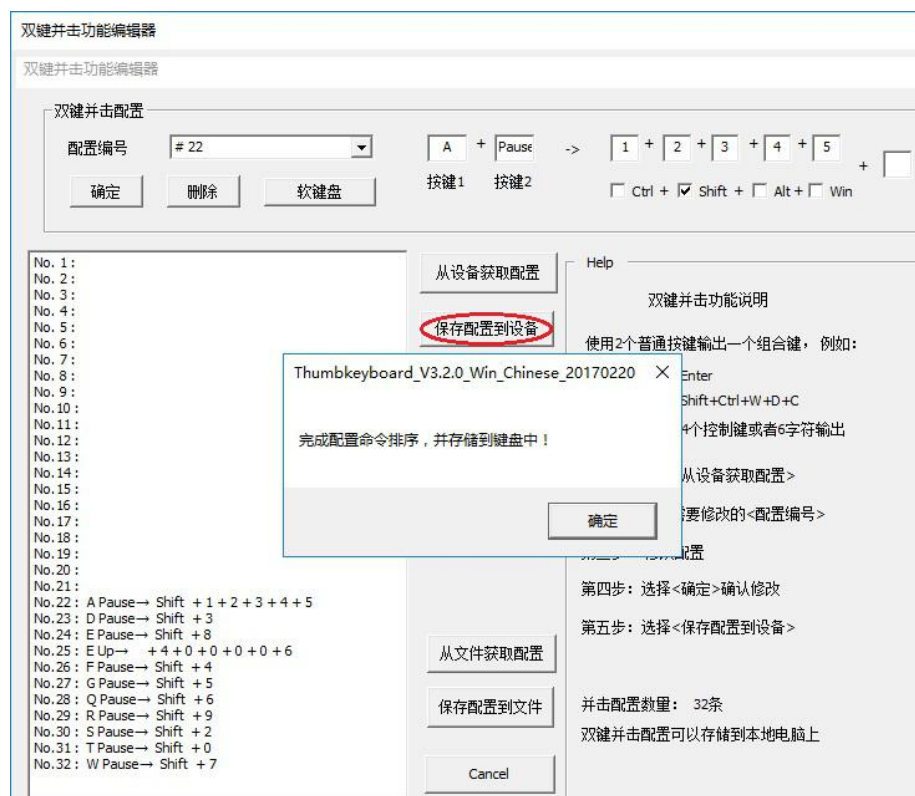 双键并击功能编辑器
双键并击功能编辑器
双键并击配置
配置编号 # 22 A + Pause -> 1 + 2 + 3 + 4 + 5 +
按键1 按键2 Ctrl + Shift + Alt + Win
确定 删除 软键盘
No. 1 :
No. 2 :
No. 3 :
No. 4 :
No. 5 :
No. 6 :
No. 7 :
No. 8 :
No. 9 :
No.10 :
No.11 :
No.12 :
No.13 :
No.14 :
No.15 :
No.16 :
No.17 :
No.18 :
No.19 :
No.20 :
No.21 :
No.22 : A Pause→ Shift + 1 + 2 + 3 + 4 + 5
No.23 : D Pause→ Shift + 3
No.24 : E Pause→ Shift + 8
No.25 : E Up→ + 4 + 0 + 0 + 0 + 0 + 6
No.26 : F Pause→ Shift + 4
No.27 : G Pause→ Shift + 5
No.28 : Q Pause→ Shift + 6
No.29 : R Pause→ Shift + 9
No.30 : S Pause→ Shift + 2
No.31 : T Pause→ Shift + 0
No.32 : W Pause→ Shift + 7
从设备获取配置
保存配置到设备
Thumbkeyboard_V3.2.0_Win_Chinese_20170220
完成配置命令排序，并存储到键盘中！
确定
从文件获取配置
保存配置到文件
Cancel
Help
双键并击功能说明
使用2个普通按键输出一个组合键，例如：
Enter
Shift+Ctrl+W+D+C
4个控制键或者6字符输出
从设备获取配置>
要修改的<配置编号>
配置
第四步：选择<确定>确认修改
第五步：选择<保存配置到设备>
并击配置数量： 32条
双键并击配置可以存储到本地电脑上